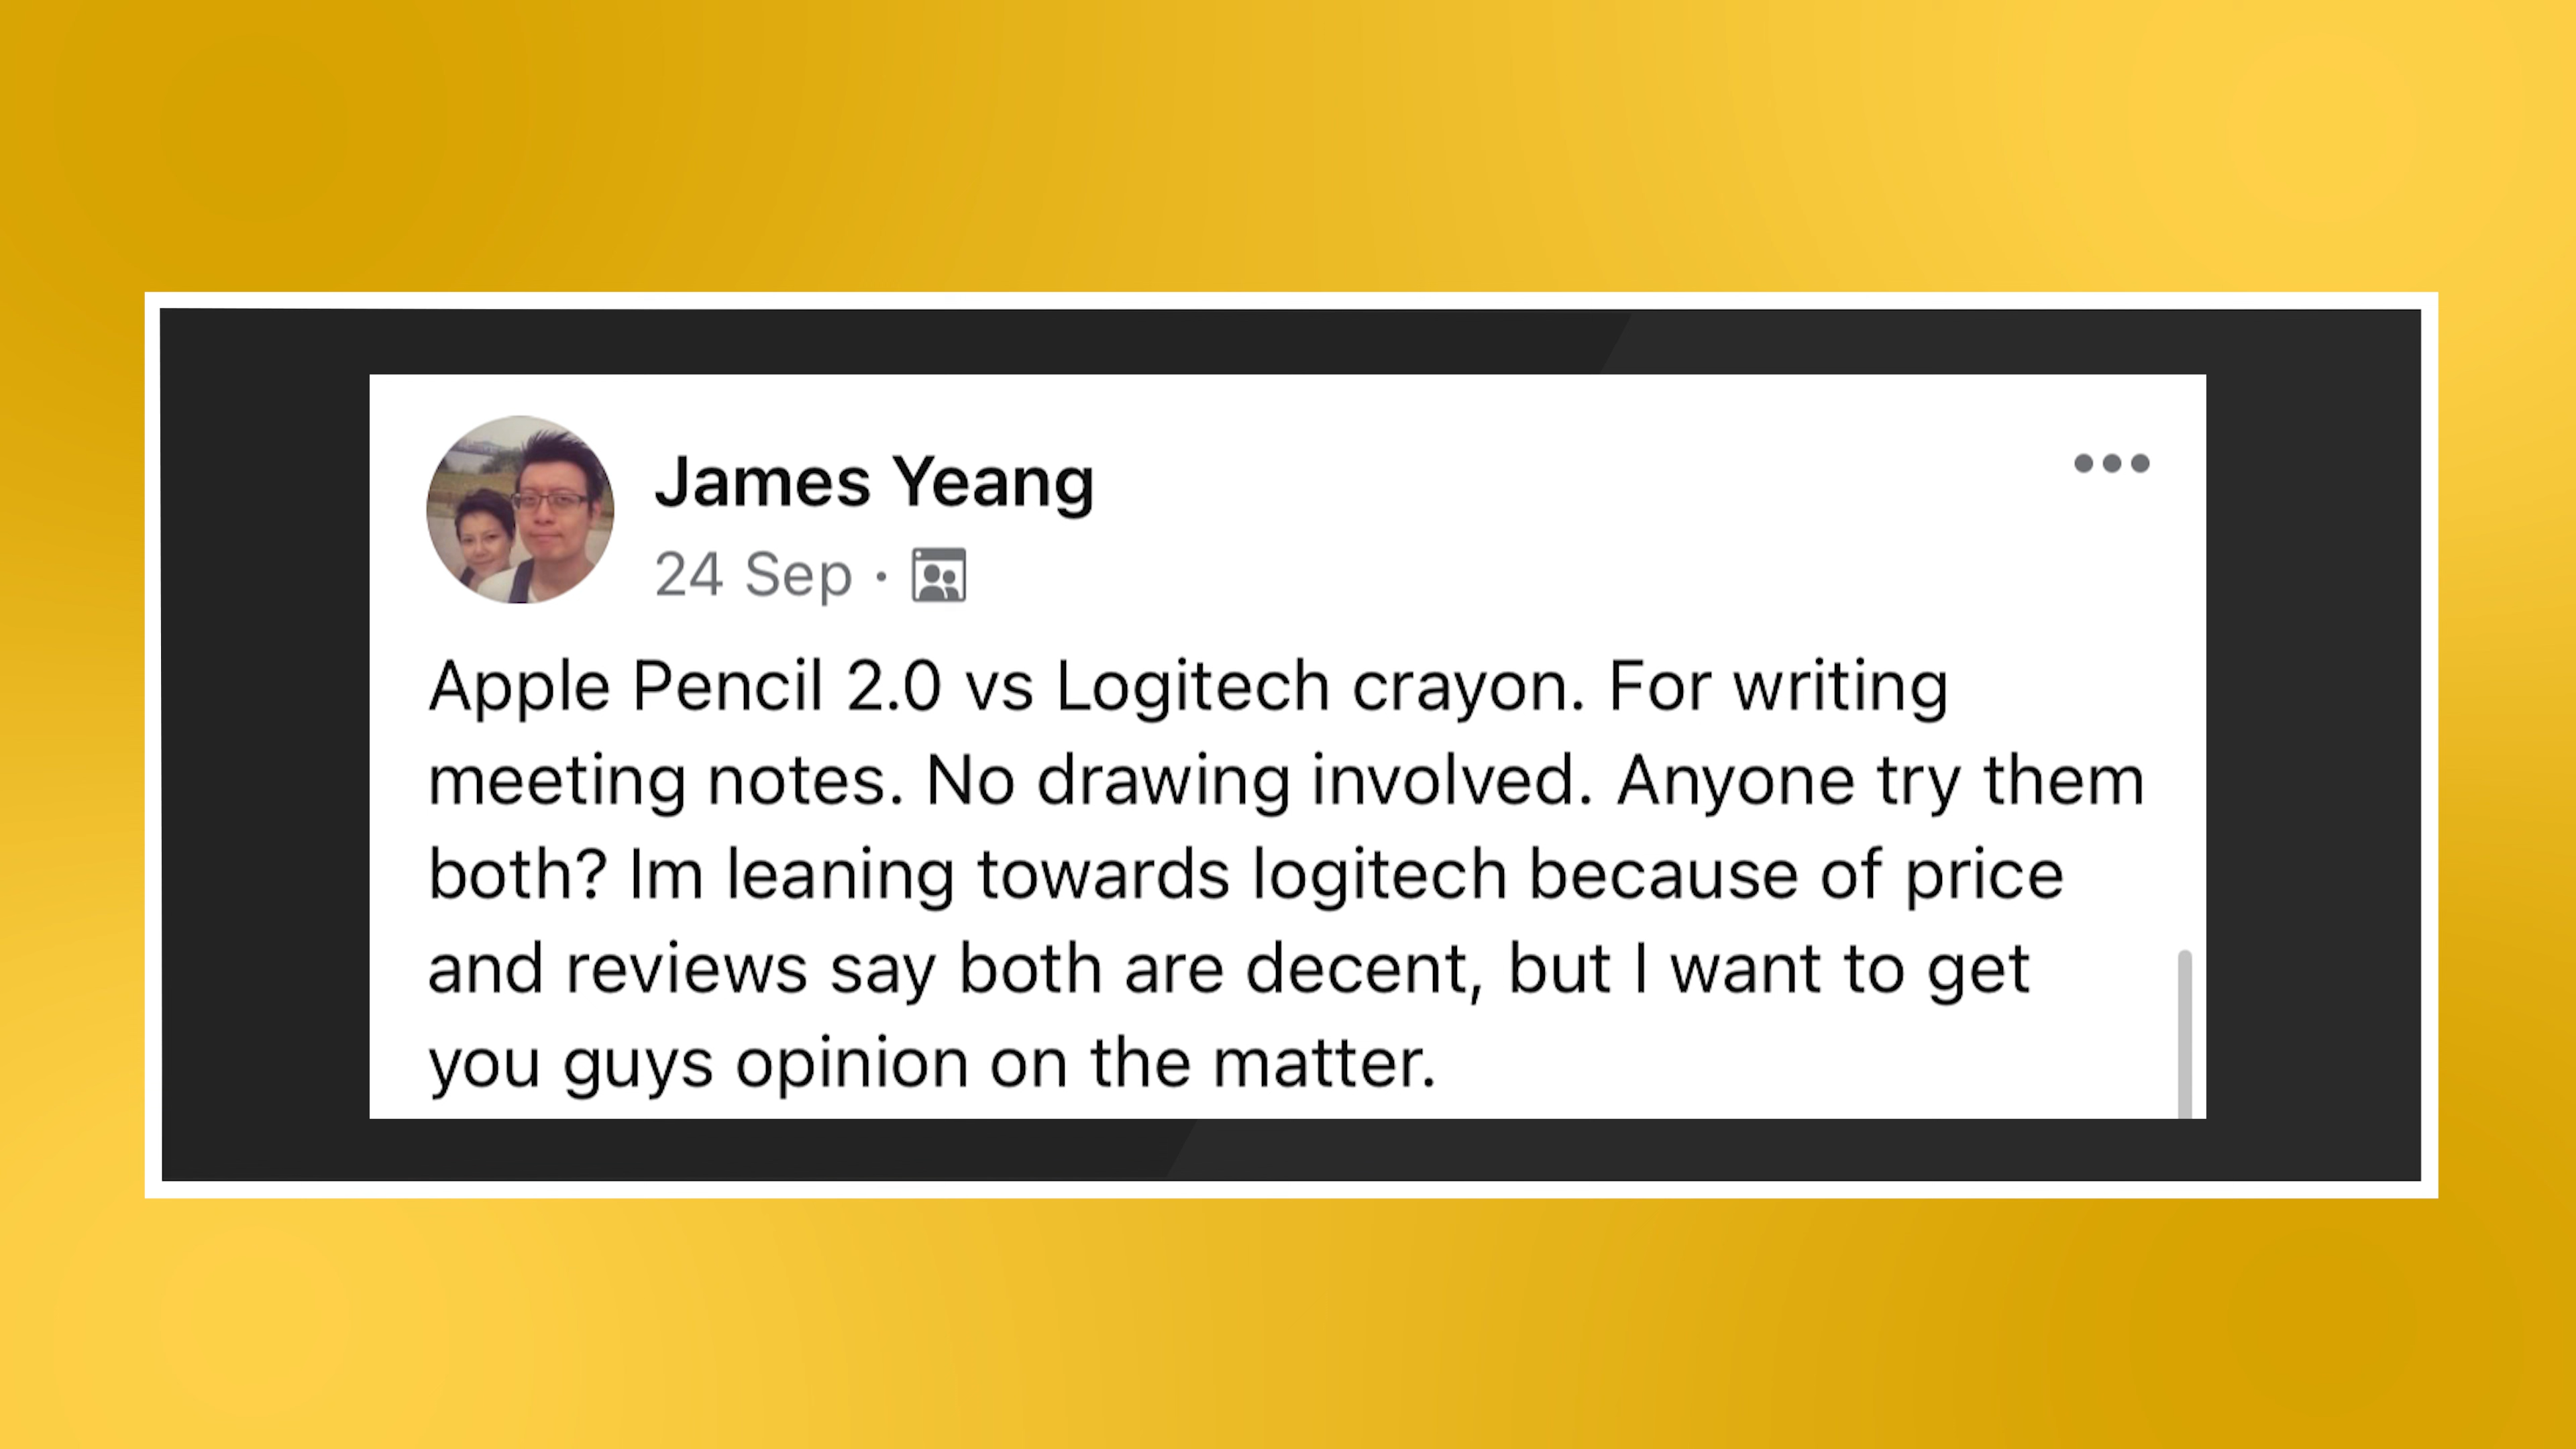 James Yeang
24 Sep ·
Apple Pencil 2.0 vs Logitech crayon. For writing
meeting notes. No drawing involved. Anyone try them
both? Im leaning towards logitech because of price
and reviews say both are decent, but I want to get
you guys opinion on the matter.